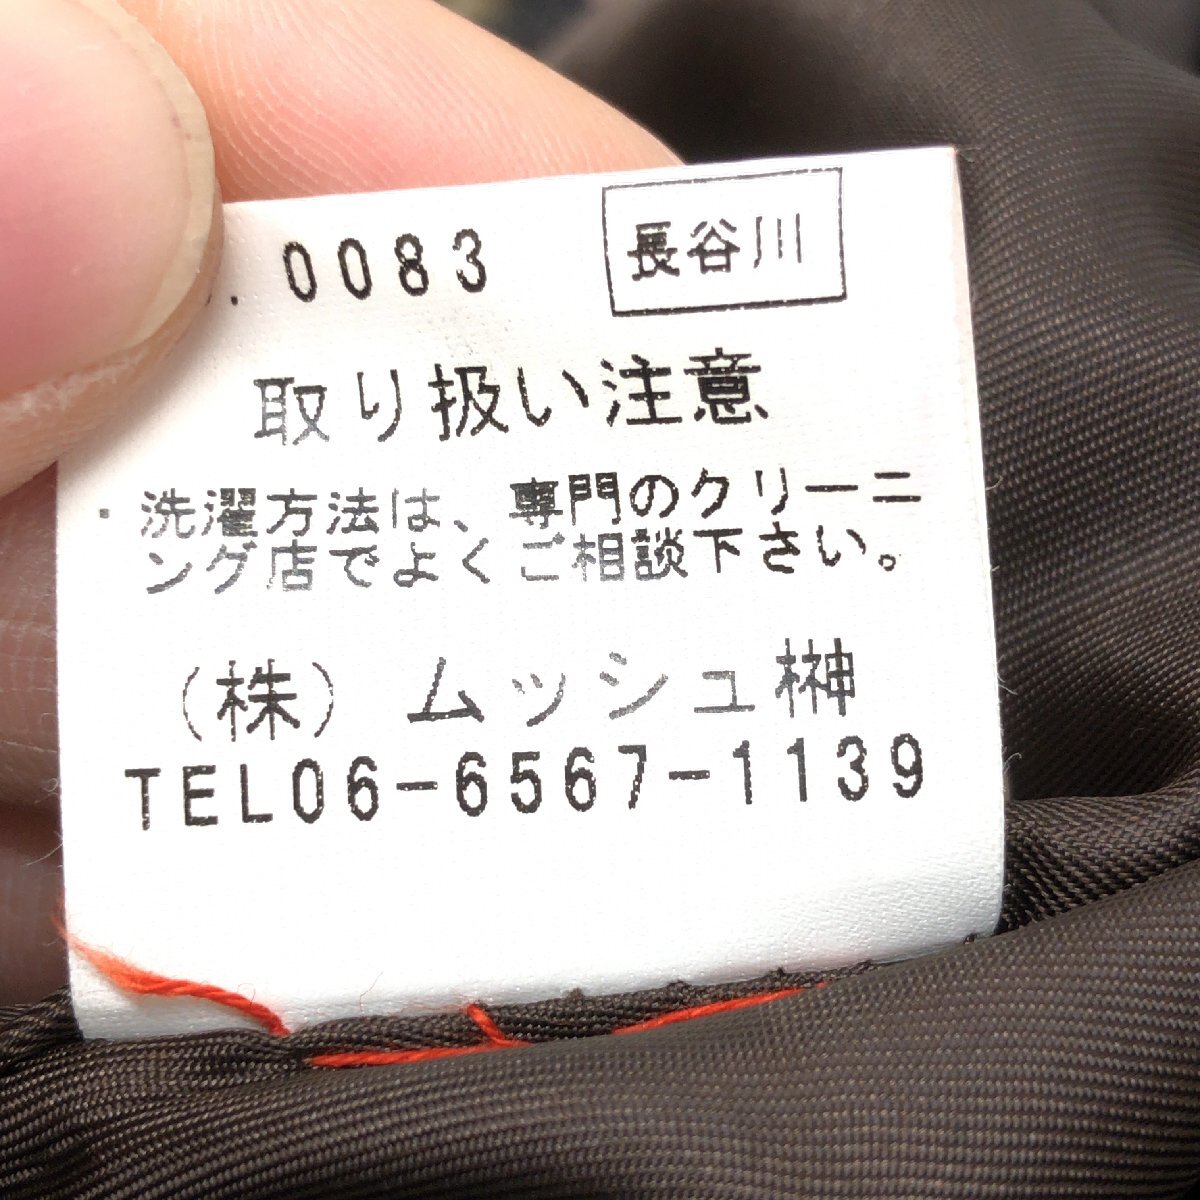 . 0083 長谷川
取り扱い注意
・洗濯方法は、専門のクリーニ
ング店でよくご相談下さい。
(株) ムッシュ榊
TEL06-6567-1139